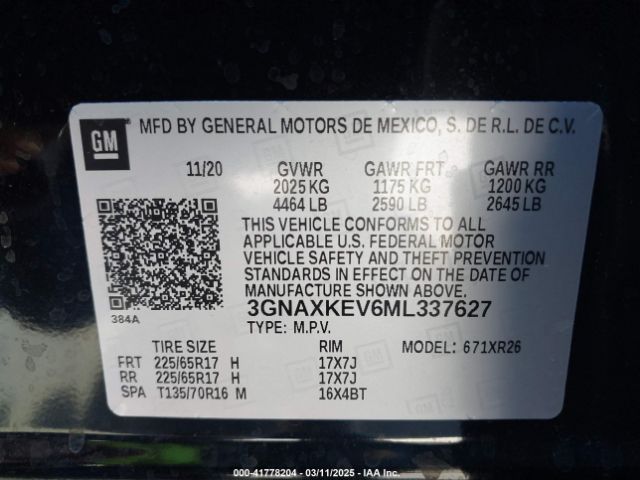 GM MFD BY GENERAL MOTORS DE MEXICO, S. DE R.L. DE C.V.
11/20 GVWR GAWR FRT GAWR RR
2025 KG 1175 KG 1200 KG
4464 LB 2590 LB 2645 LB
THIS VEHICLE CONFORMS TO ALL
APPLICABLE U.S. FEDERAL MOTOR
VEHICLE SAFETY AND THEFT PREVENTION
STANDARDS IN EFFECT ON THE DATE OF
MANUFACTURE SHOWN ABOVE.
384A
3GNAXKEV6ML337627
TYPE: M.P.V.
TIRE SIZE RIM MODEL: 671XR26
FRT 225/65R17 H 17X7J
RR 225/65R17 H 17X7J
SPA T135/70R16 M 16X4BT
000-41778204 - 03/11/2025 - IAA Inc.